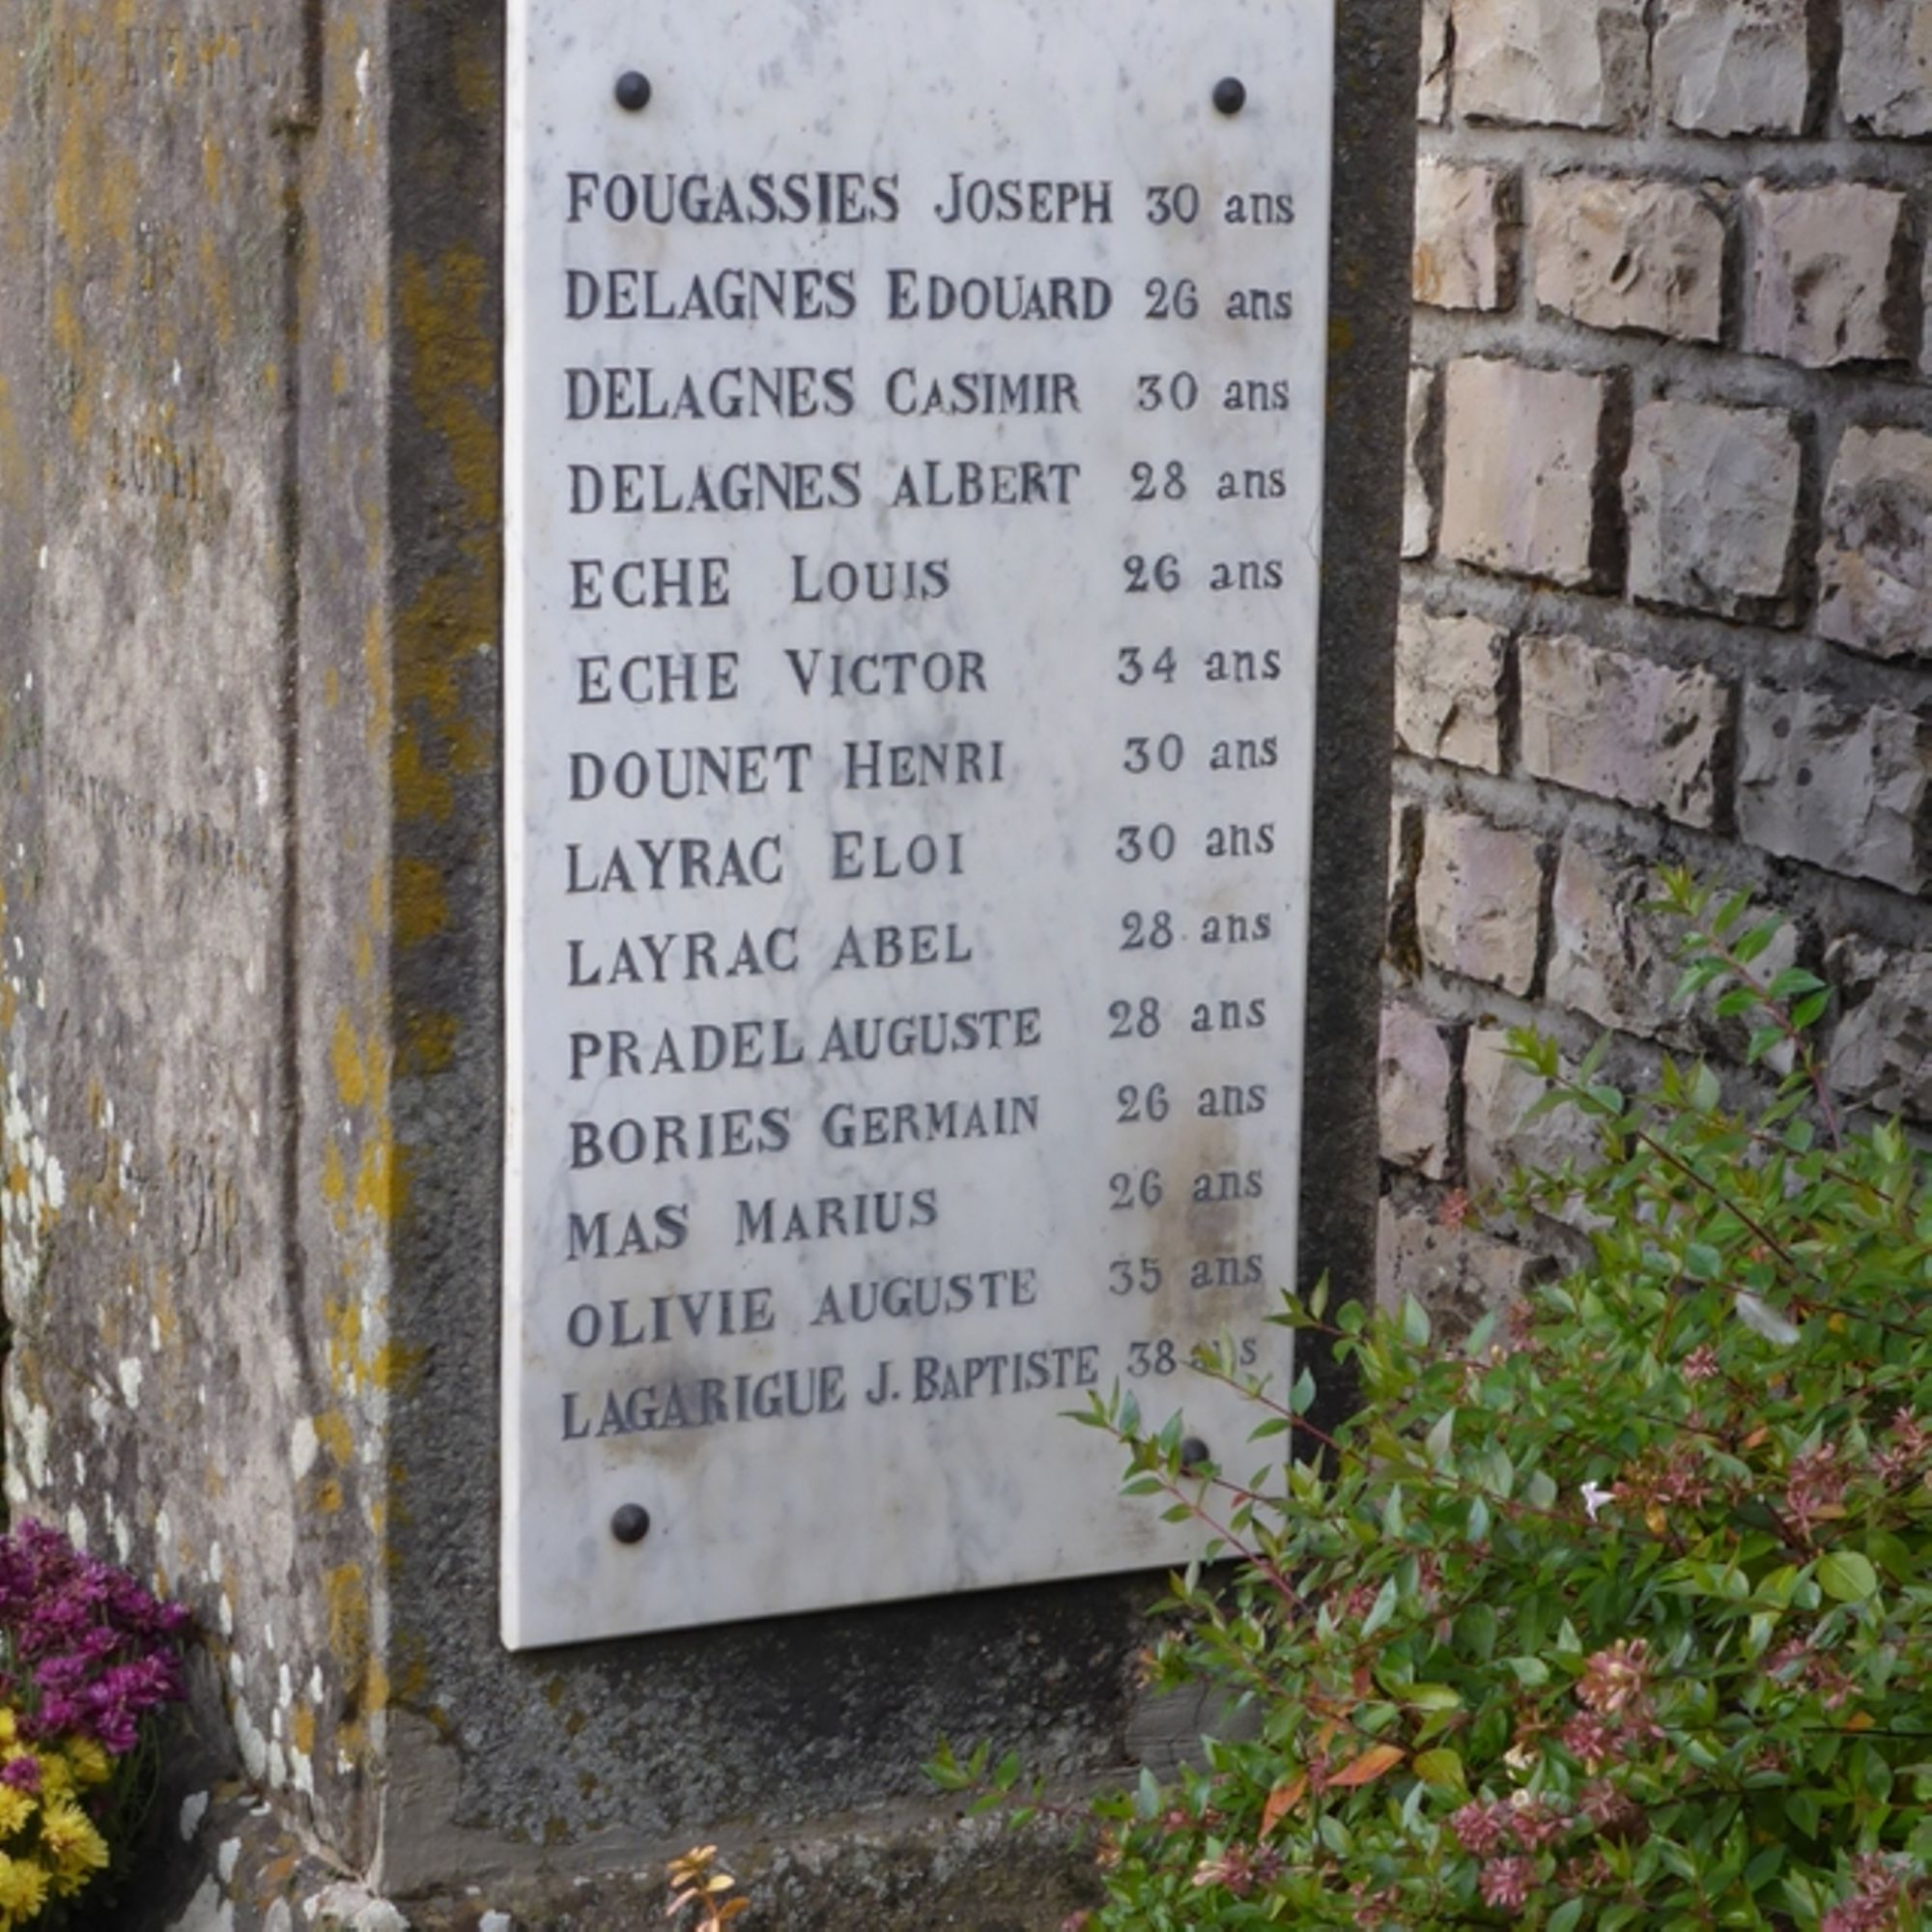 FOUGASSIES JOSEPH 30 ans
DELAGNES EDOUARD 26 ans
DELAGNES CASIMIR 30 ans
DELAGNES ALBERT 28 ans
ECHE LOUIS 26 ans
ECHE VICTOR 34 ans
DOUNET HENRI 30 ans
LAYRAC ELOI 30 ans
LAYRAC ABEL 28 ans
PRADEL AUGUSTE 28 ans
BORIES GERMAIN 26 ans
MAS MARIUS 26 ans
OLIVIE AUGUSTE 35 ans
LAGARIGUE J. BAPTISTE 38 ans